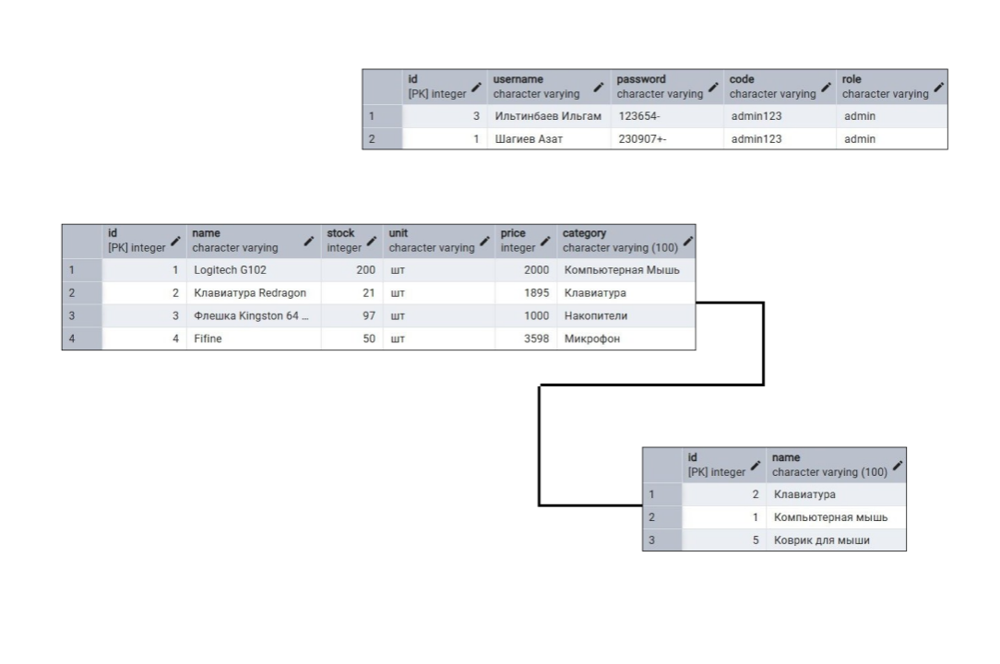 id username password code role
[PK] integer character varying character varying character varying character varying
1 3 Ильтинбаев Ильгам 123654- admin123 admin
2 1 Шагиев Азат 230907+- admin123 admin
id name stock unit price category
[PK] integer character varying integer character varying integer character varying (100)
1 1 Logitech G102 200 шт 2000 Компьютерная Мышь
2 2 Клавиатура Redragon 21 шт 1895 Клавиатура
3 3 Флешка Kingston 64 ... 97 шт 1000 Накопители
4 4 Fifine 50 шт 3598 Микрофон
id name
[PK] integer character varying (100)
1 2 Клавиатура
2 1 Компьютерная мышь
3 5 Коврик для мыши